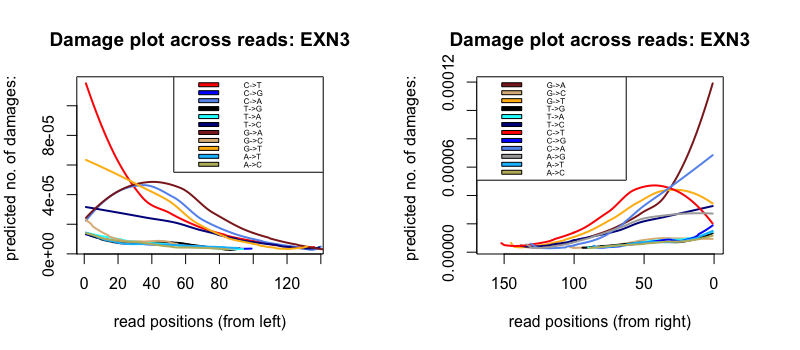 Damage plot across reads: EXN3
predicted no. of damages:
0e+00
4e-05
8e-05
C->T
C->G
C->A
T->G
T->A
T->C
G->A
G->C
G->T
A->T
A->C
0
20
40
60
80
120
read positions (from left)
Damage plot across reads: EXN3
predicted no. of damages:
0.00000
0.00006
0.00012
G->A
G->C
G->T
T->G
T->A
T->C
C->T
C->G
C->A
A->G
A->T
A->C
150
100
50
0
read positions (from right)